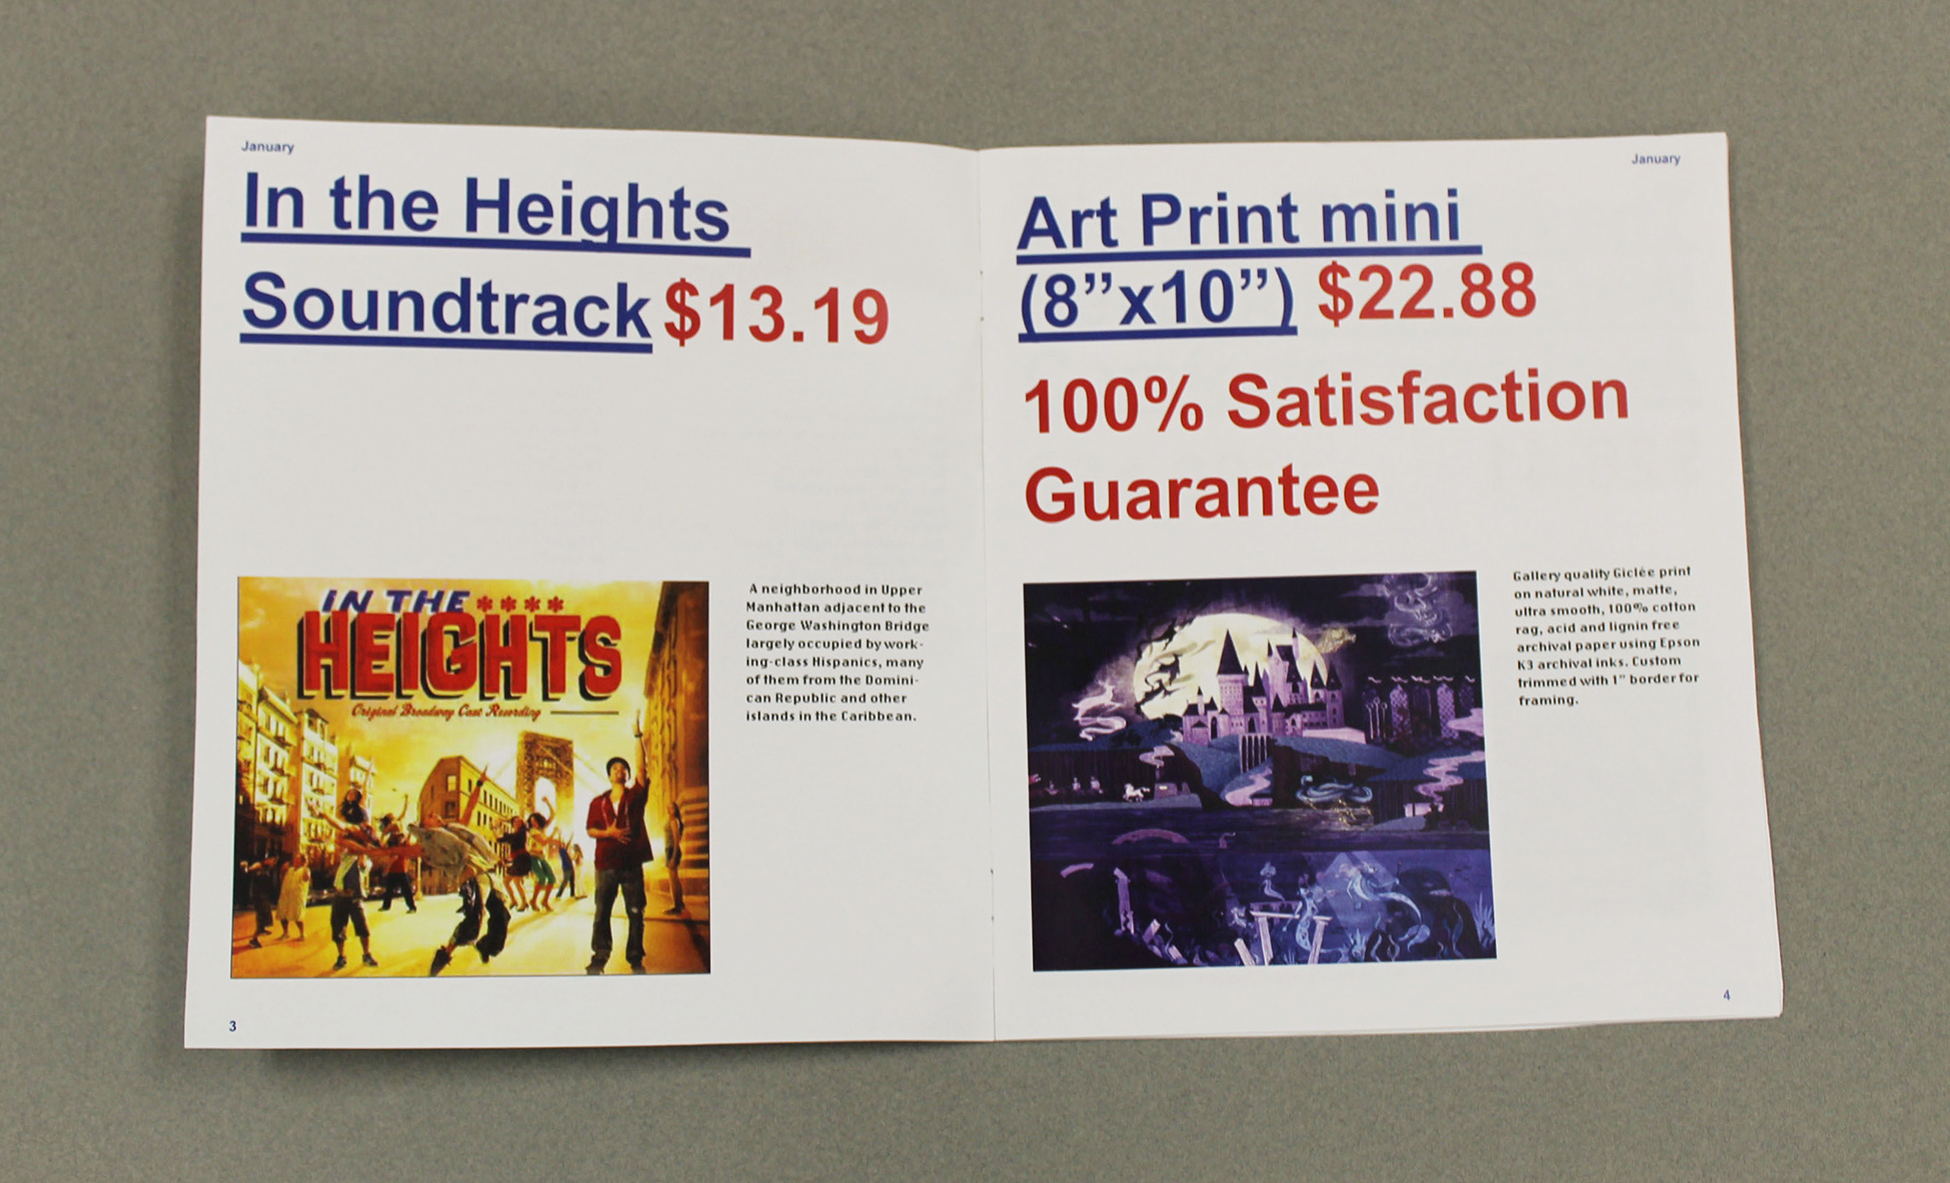 January
In the Heights
Soundtrack $13.19
IN THE ****
HEIGHTS
Original Broadway Cast Recording
A neighborhood in Upper
Manhattan adjacent to the
George Washington Bridge
largely occupied by work-
ing-class Hispanics, many
of them from the Domini-
can Republic and other
islands in the Caribbean.
3
January
Art Print mini
(8”x10”) $22.88
100% Satisfaction
Guarantee
Gallery quality Giclée print
on natural white, matte,
ultra smooth, 100% cotton
rag, acid and lignin free
archival paper using Epson
K3 archival inks. Custom
trimmed with 1” border for
framing.
4